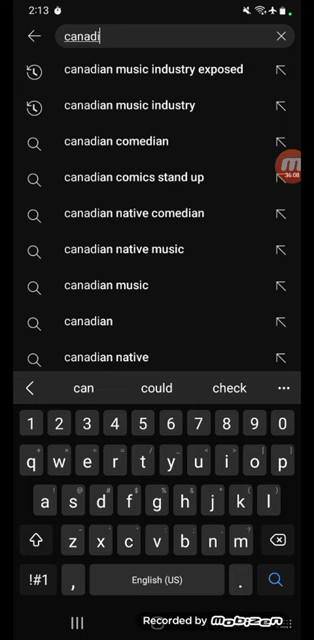 2:13
canadi
canadian music industry exposed
canadian music industry
canadian comedian
canadian comics stand up
36:08
canadian native comedian
canadian native music
canadian music
canadian
canadian native
can could check
1 2 3 4 5 6 7 8 9 0
q w e r t y u i o p
a s d f g h j k l
z x c v b n m
!#1 , English (US) .
Recorded by Mobizen